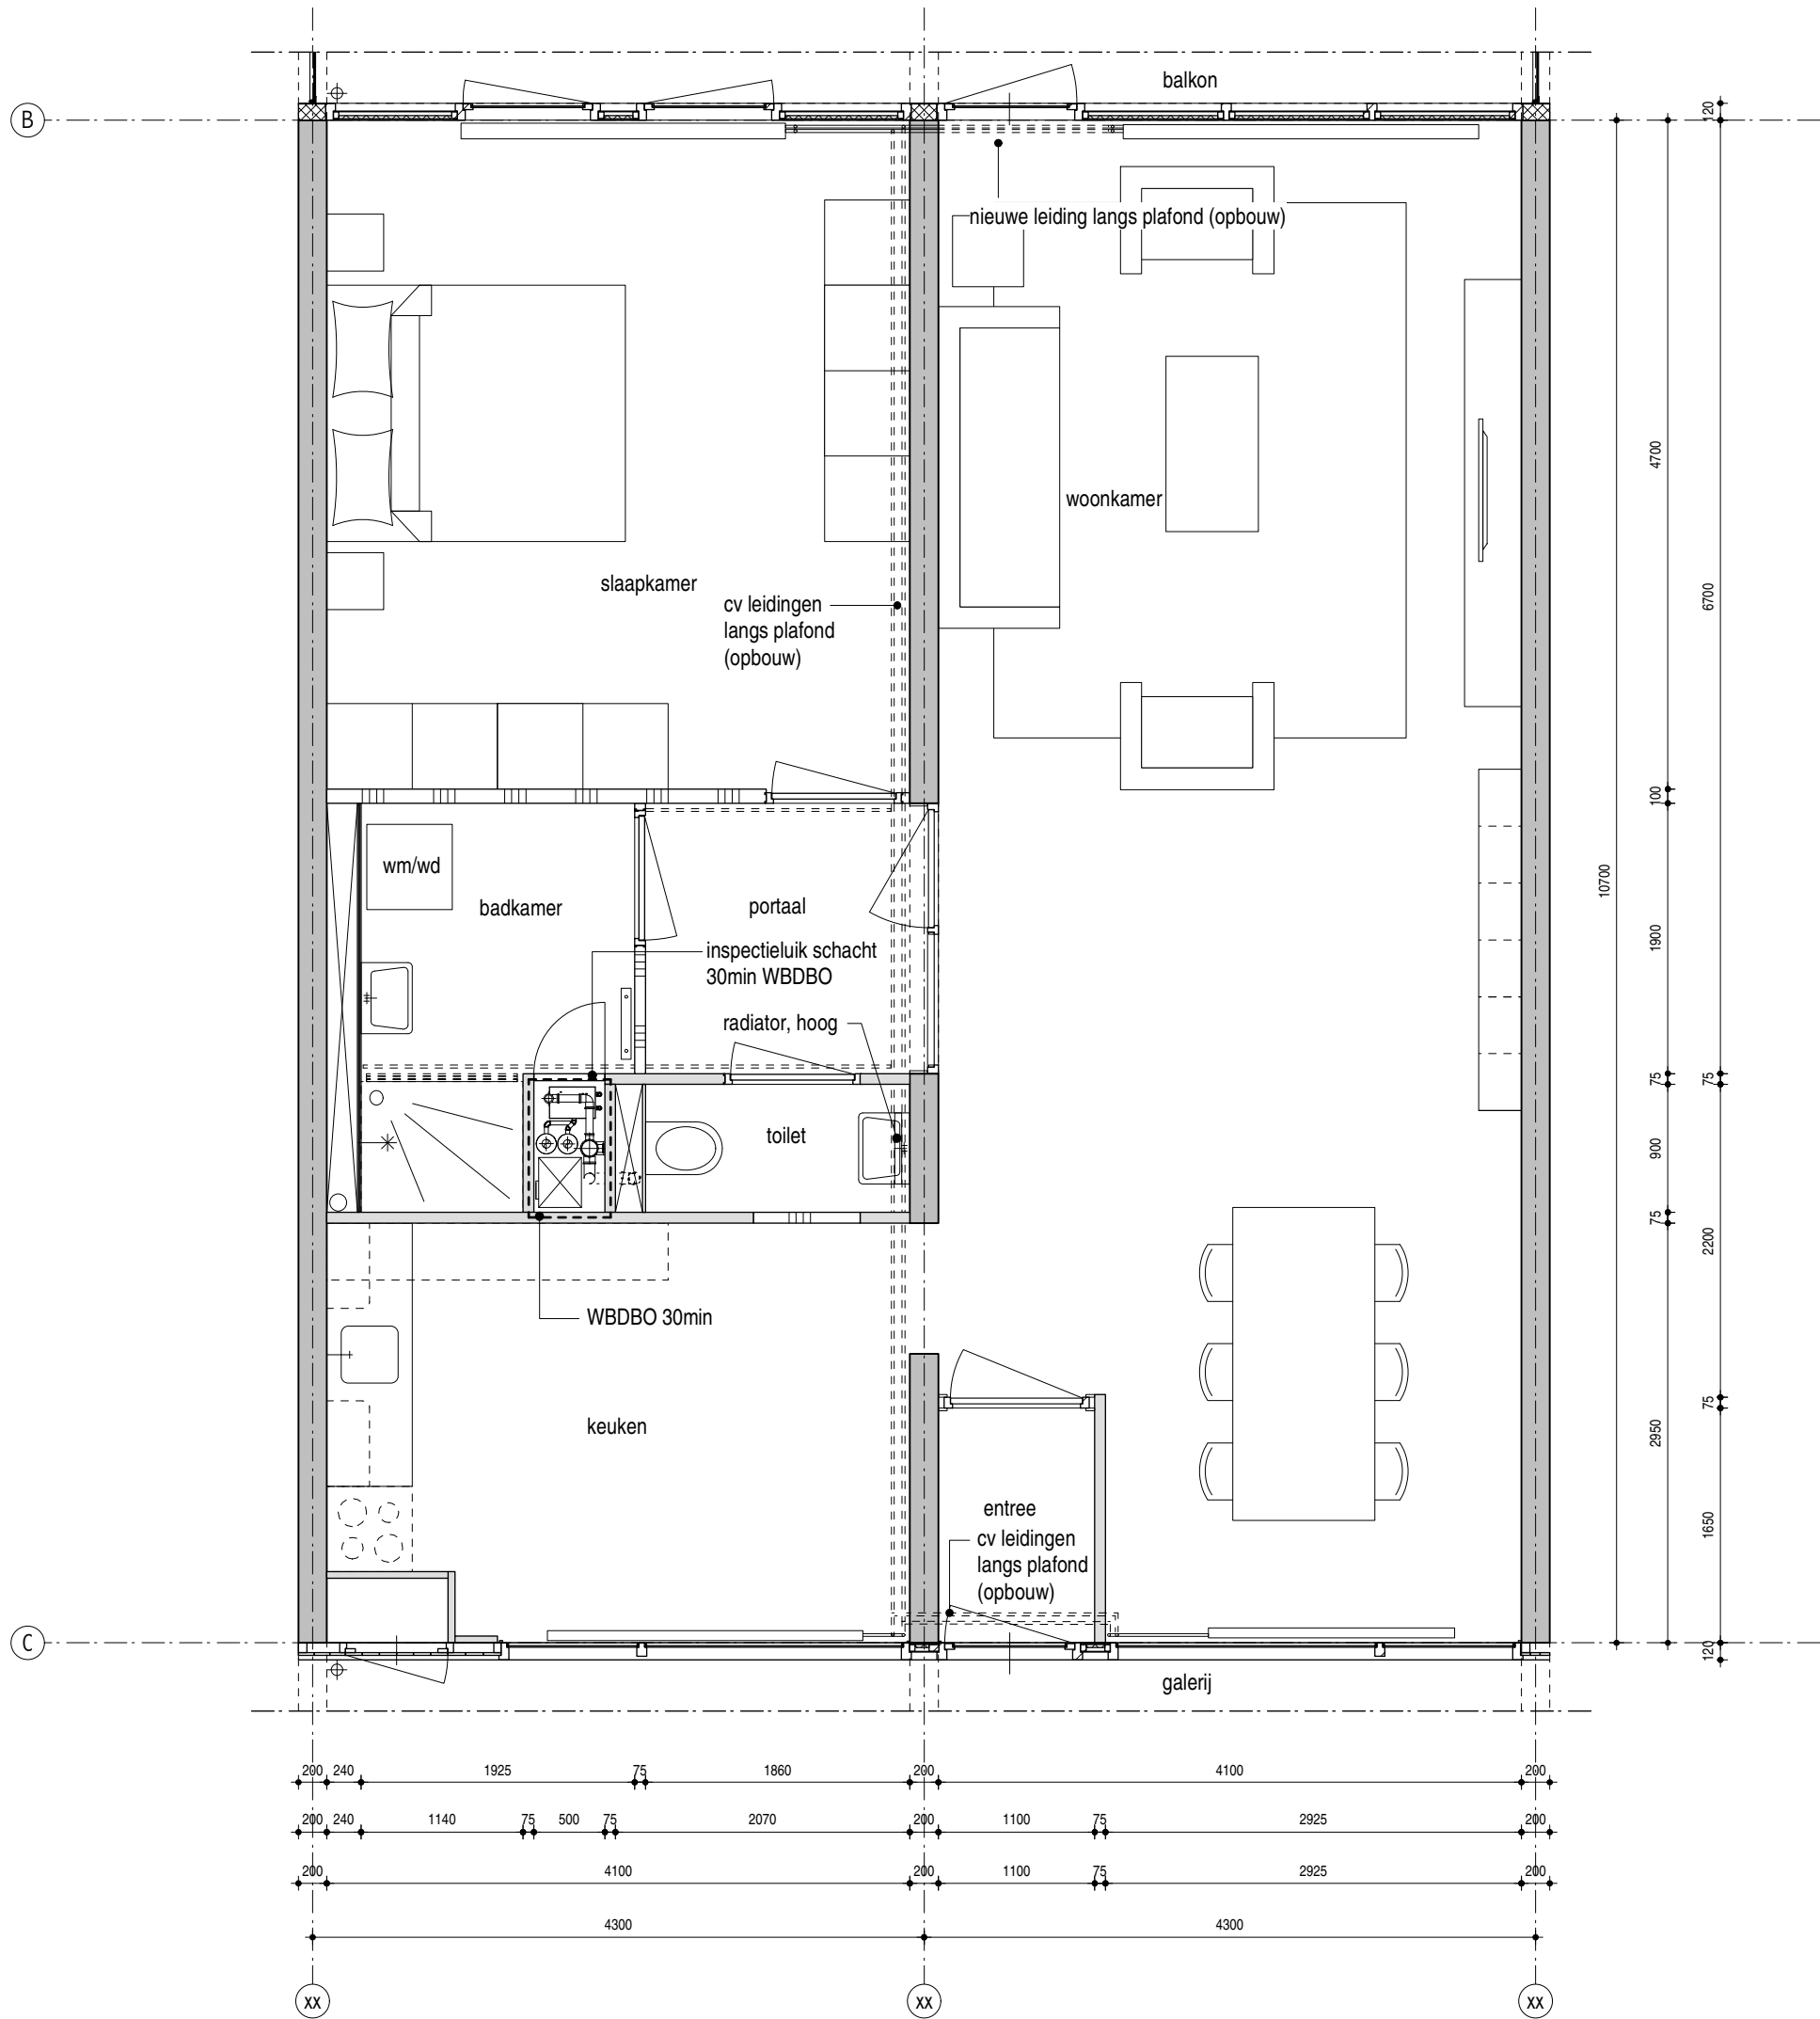 balkon
B
120
nieuwe leiding langs plafond (opbouw)
4700
woonkamer
slaapkamer
cv leidingen
langs plafond
(opbouw)
6700
100
wm/wd
badkamer
portaal
10700
inspectieluik schacht
30min WBDBO
1900
radiator, hoog
75
75
toilet
900
75
2200
WBDBO 30min
75
keuken
2950
entree
cv leidingen
langs plafond
(opbouw)
1650
C
120
galerij
200 240 1925 75 1860 200 4100 200
200 240 1140 75 500 75 2070 200 1100 75 2925 200
200 4100 200 1100 75 2925 200
4300 4300
xx xx xx